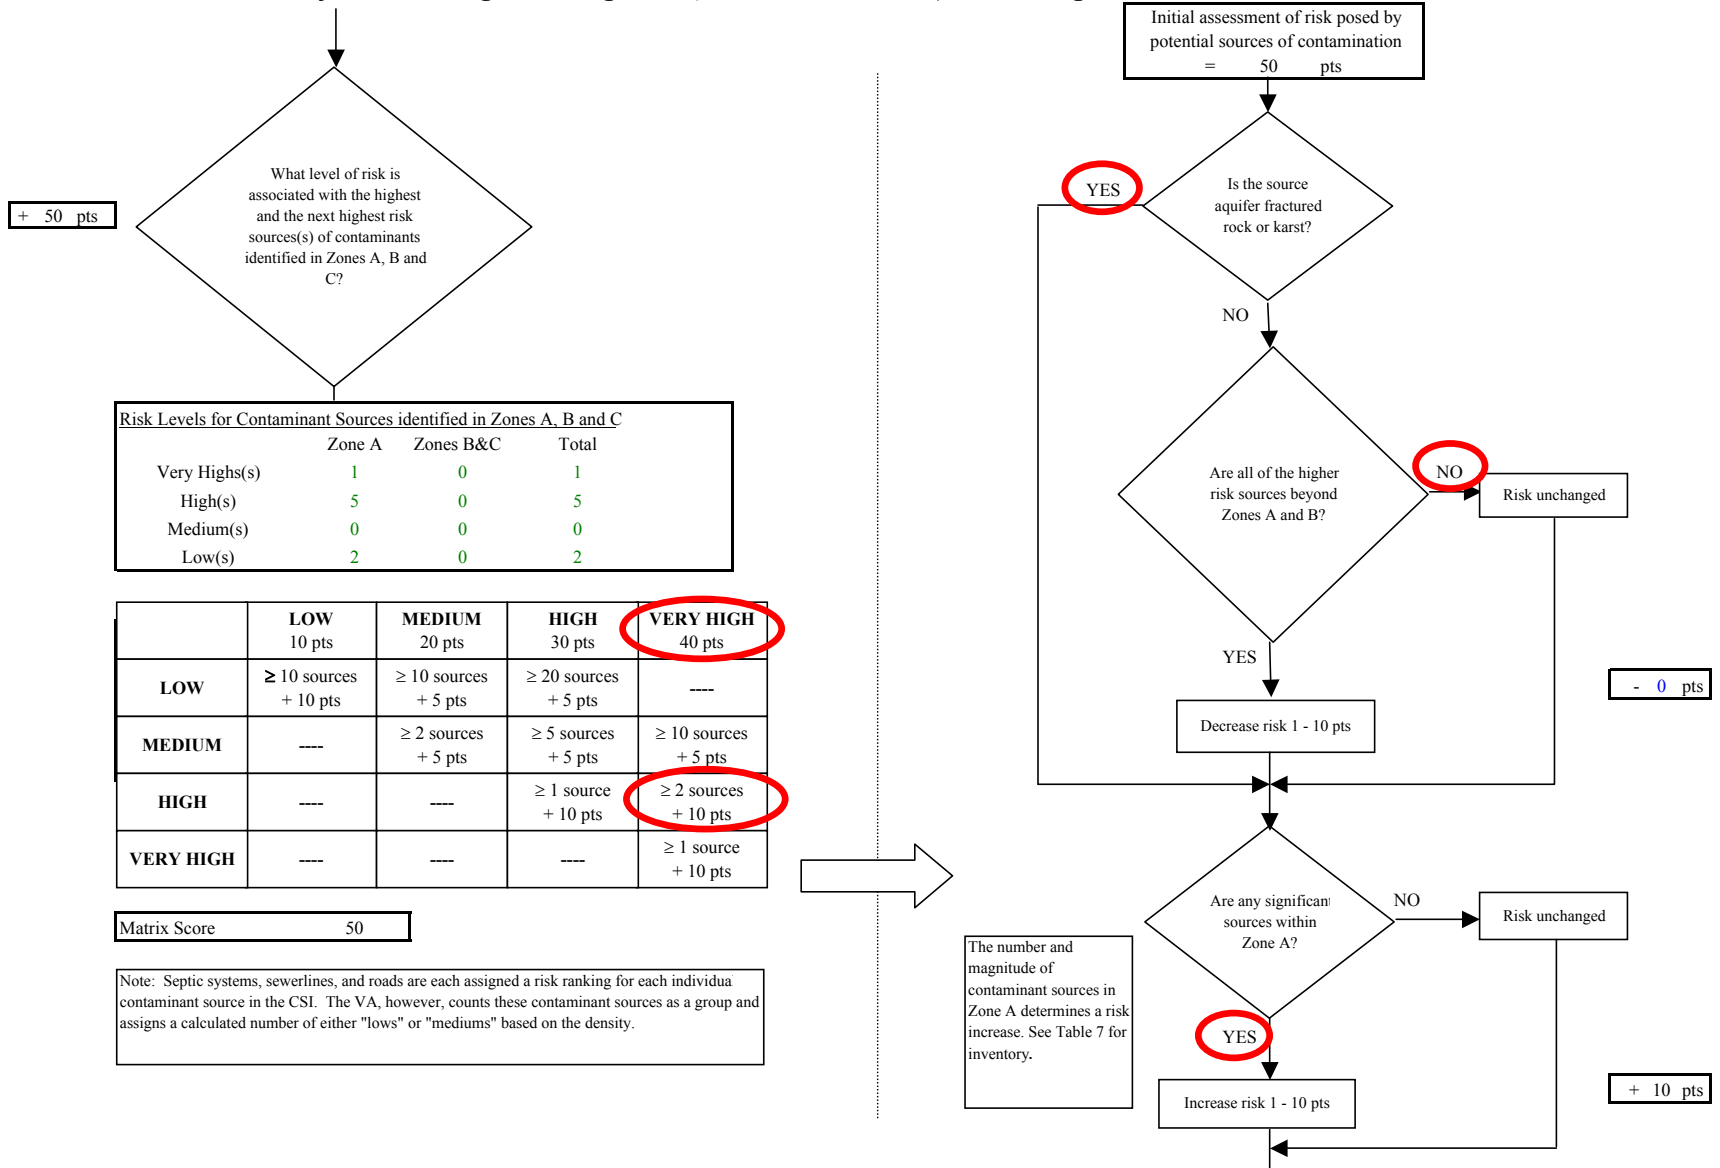 What level of risk is
associated with the highest
and the next highest risk
sources(s) of contaminants
identified in Zones A, B and
C?
+ 50 pts
Risk Levels for Contaminant Sources identified in Zones A, B and C
Zone A Zones B&C Total
Very Highs(s) 1 0 1
High(s) 5 0 5
Medium(s) 0 0 0
Low(s) 2 0 2
LOW MEDIUM HIGH VERY HIGH
10 pts 20 pts 30 pts 40 pts
LOW ≥ 10 sources ≥ 10 sources ≥ 20 sources ----
+ 10 pts + 5 pts + 5 pts
MEDIUM ---- ≥ 2 sources ≥ 5 sources ≥ 10 sources
+ 5 pts + 5 pts + 5 pts
HIGH ---- ---- ≥ 1 source ≥ 2 sources
+ 10 pts + 10 pts
VERY HIGH ---- ---- ---- ≥ 1 source
+ 10 pts
Matrix Score 50
Note: Septic systems, sewerlines, and roads are each assigned a risk ranking for each individua
contaminant source in the CSI. The VA, however, counts these contaminant sources as a group and
assigns a calculated number of either "lows" or "mediums" based on the density.
Initial assessment of risk posed by
potential sources of contamination
= 50 pts
YES
Is the source
aquifer fractured
rock or karst?
NO
Are all of the higher
risk sources beyond
Zones A and B?
NO
Risk unchanged
YES
- 0 pts
Decrease risk 1 - 10 pts
Are any significant
sources within
Zone A?
NO
Risk unchanged
The number and
magnitude of
contaminant sources in
Zone A determines a risk
increase. See Table 7 for
inventory.
YES
Increase risk 1 - 10 pts
+ 10 pts